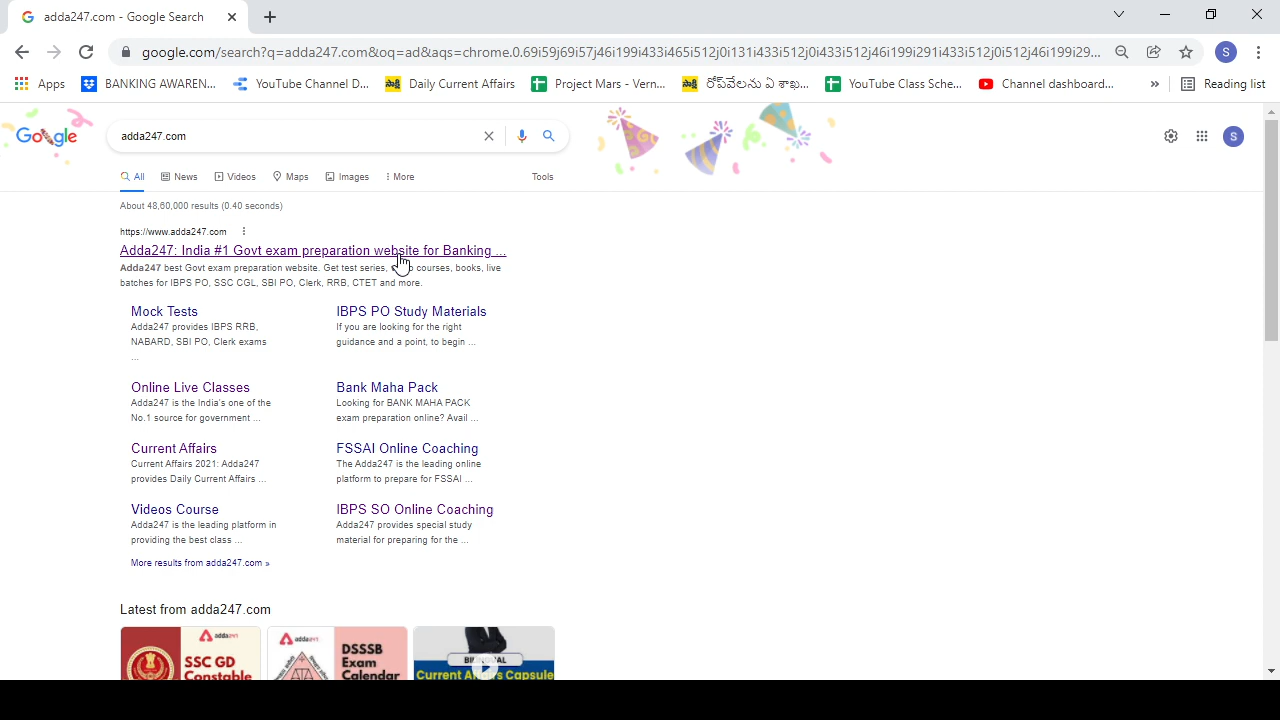 adda247.com - Google Search
google.com/search?q=adda247.com&oq=ad&aqs=chrome.0.69i59j69i57j46i199i433i465i512j0i131i433i512j0i433i512j46i199i291i433i512j0i512j46i199i29...
Apps BANKING AWAREN... YouTube Channel D... Daily Current Affairs Project Mars - Vern... రేపివేలను ఏ శాఖ... YouTube Class Sche... Channel dashboard... » Reading list
Google adda247.com S
All News Videos Maps Images More Tools
About 48,60,000 results (0.40 seconds)
https://www.adda247.com
Adda247: India #1 Govt exam preparation website for Banking ...
Adda247 best Govt exam preparation website. Get test series, courses, books, live
batches for IBPS PO, SSC CGL, SBI PO, Clerk, RRB, CTET and more.
Mock Tests
Adda247 provides IBPS RRB,
NABARD, SBI PO, Clerk exams
...
IBPS PO Study Materials
If you are looking for the right
guidance and a point, to begin ...
Online Live Classes
Adda247 is the India's one of the
No.1 source for government ...
Bank Maha Pack
Looking for BANK MAHA PACK
exam preparation online? Avail ...
Current Affairs
Current Affairs 2021: Adda247
provides Daily Current Affairs ...
FSSAI Online Coaching
The Adda247 is the leading online
platform to prepare for FSSAI ...
Videos Course
Adda247 is the leading platform in
providing the best class ...
IBPS SO Online Coaching
Adda247 provides special study
material for preparing for the ...
More results from adda247.com »
Latest from adda247.com
adda247
SSC GD
Constable
adda247
DSSSB
Exam
Calendar
BILINGUAL
Current Affairs Capsule